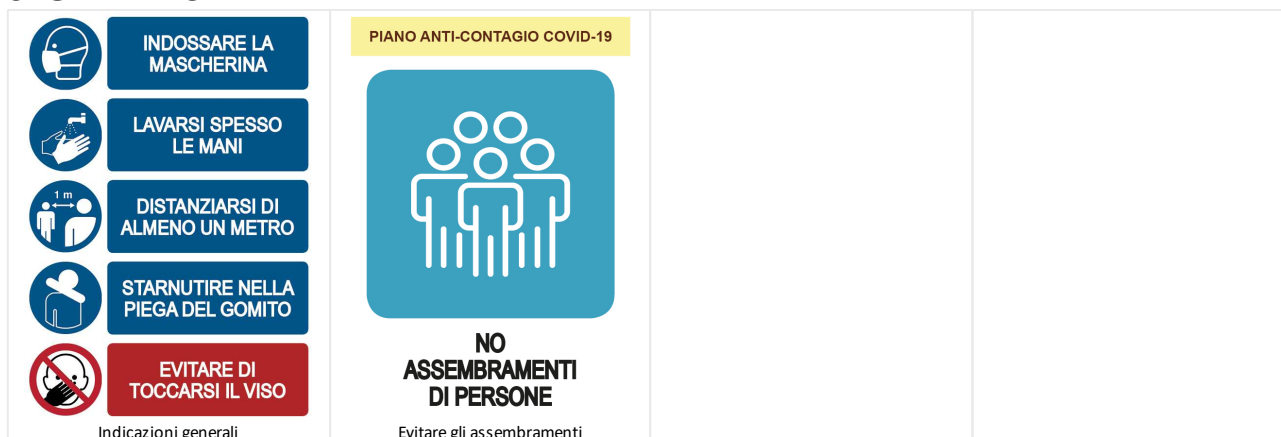 INDOSSARE LA
MASCHERINA
LAVARSI SPESSO
LE MANI
1 m
DISTANZIARSI DI
ALMENO UN METRO
STARNUTIRE NELLA
PIEGA DEL GOMITO
EVITARE DI
TOCCARSI IL VISO
Indicazioni generali
PIANO ANTI-CONTAGIO COVID-19
NO
ASSEMBRAMENTI
DI PERSONE
Evitare gli assembramenti